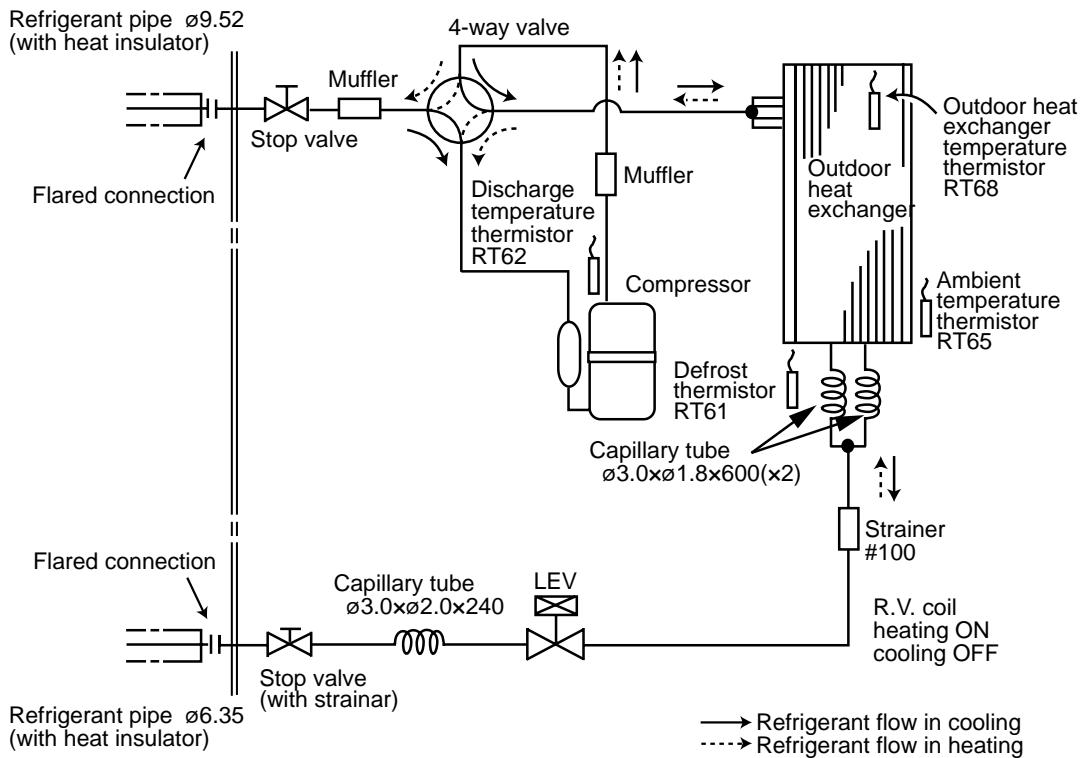 Refrigerant pipe ø9.52
(with heat insulator)
4-way valve
Muffler
Stop valve
Flared connection
Outdoor heat
exchanger
temperature
thermistor
RT68
Outdoor
heat
exchanger
Muffler
Discharge
temperature
thermistor
RT62
Compressor
Ambient
temperature
thermistor
RT65
Defrost
thermistor
RT61
Capillary tube
ø3.0×ø1.8×600(×2)
Strainer
#100
Flared connection
Capillary tube
ø3.0×ø2.0×240
LEV
R.V. coil
heating ON
cooling OFF
Stop valve
(with strainar)
Refrigerant pipe ø6.35
(with heat insulator)
Refrigerant flow in cooling
Refrigerant flow in heating